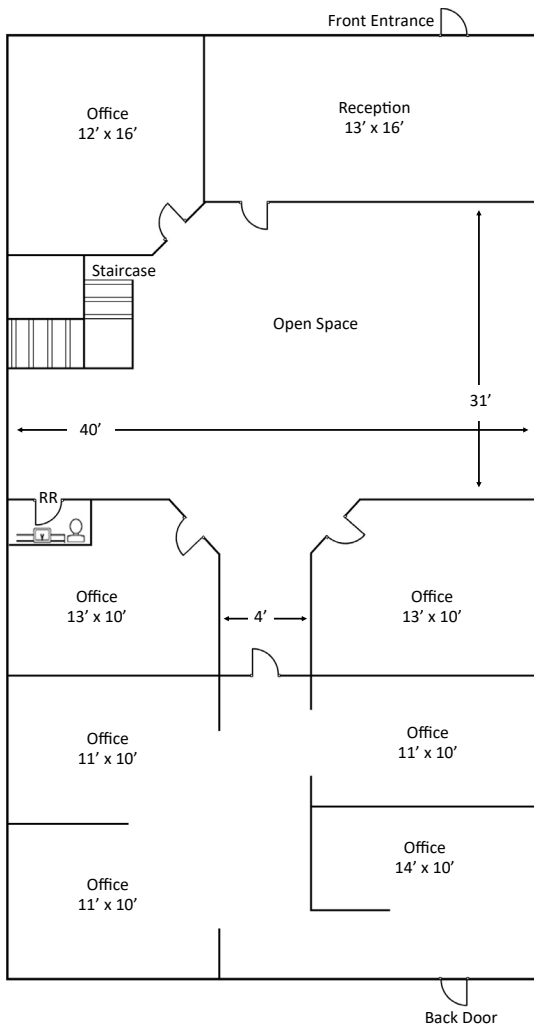 Front Entrance
Office
12’ x 16’
Reception
13’ x 16’
Staircase
Open Space
31’
40’
RR
Office
13’ x 10’
4’
Office
13’ x 10’
Office
11’ x 10’
Office
11’ x 10’
Office
14’ x 10’
Office
11’ x 10’
Back Door